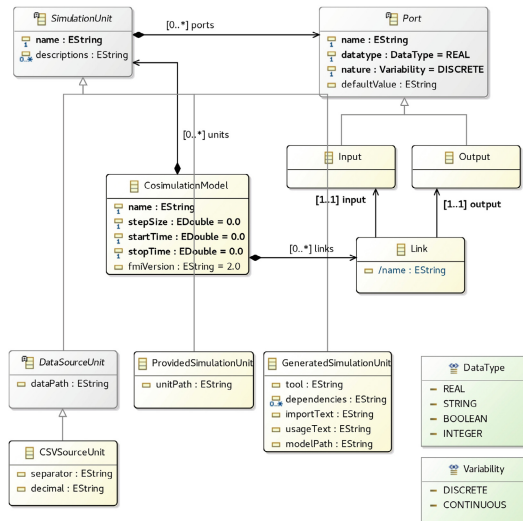 SimulationUnit
name : EString
descriptions : EString
[0..*] ports
Port
name : EString
datatype : DataType = REAL
nature : Variability = DISCRETE
defaultValue : EString
[0..*] units
Input
Output
[1..1] input
[1..1] output
CosimulationModel
name : EString
stepSize : EDouble = 0.0
startTime : EDouble = 0.0
stopTime : EDouble = 0.0
fmiVersion : EString = 2.0
[0..*] links
Link
/name : EString
DataSourceUnit
dataPath : EString
ProvidedSimulationUnit
unitPath : EString
GeneratedSimulationUnit
tool : EString
dependencies : EString
importText : EString
usageText : EString
modelPath : EString
DataType
REAL
STRING
BOOLEAN
INTEGER
CSVSourceUnit
separator : EString
decimal : EString
Variability
DISCRETE
CONTINUOUS